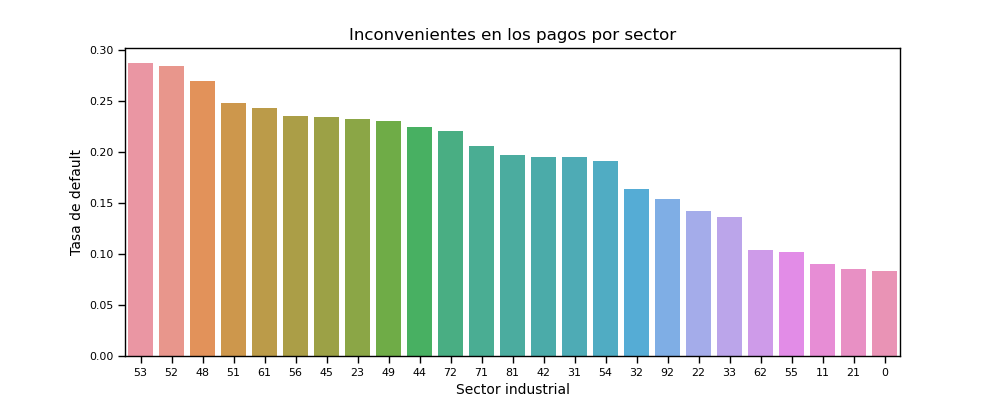 Inconvenientes en los pagos por sector
Tasa de default
0.30
0.25
0.20
0.15
0.10
0.05
0.00
53 52 48 51 61 56 45 23 49 44 72 71 81 42 31 54 32 92 22 33 62 55 11 21 0
Sector industrial